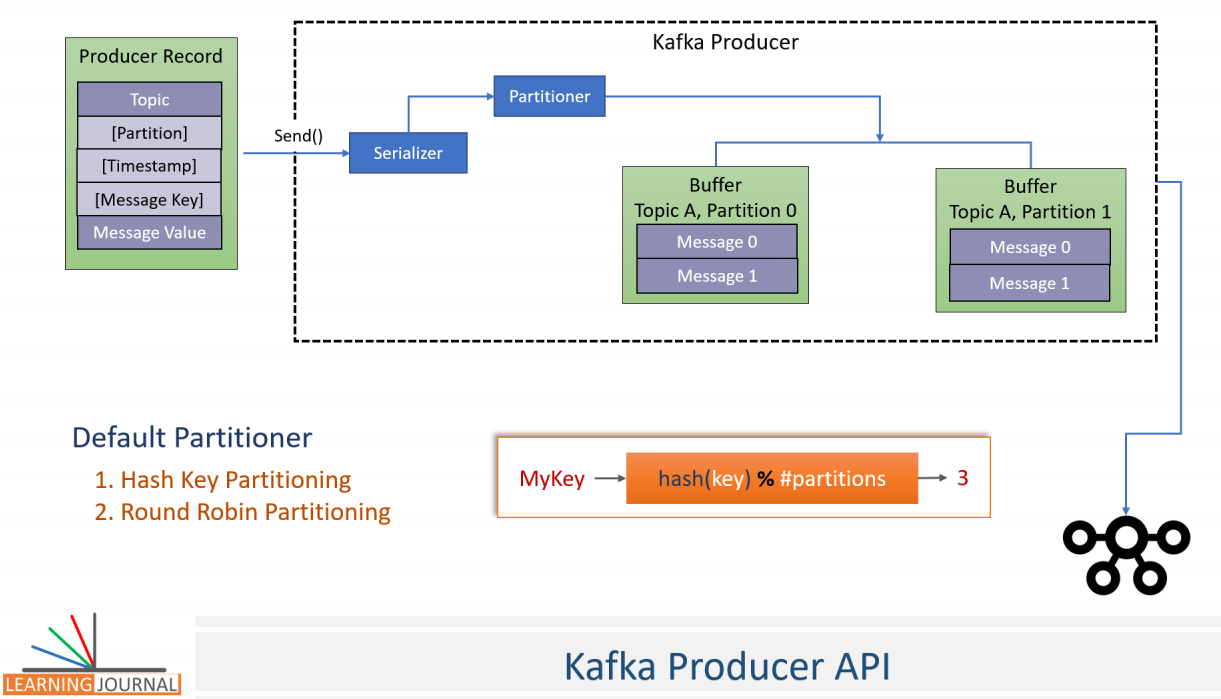 Kafka Producer
Producer Record
Topic
[Partition]
[Timestamp]
[Message Key]
Message Value
Send()
Serializer
Partitioner
Buffer
Topic A, Partition 0
Message 0
Message 1
Buffer
Topic A, Partition 1
Message 0
Message 1
Default Partitioner
1. Hash Key Partitioning
2. Round Robin Partitioning
MyKey
hash(key) % #partitions
3
LEARNING JOURNAL
Kafka Producer API